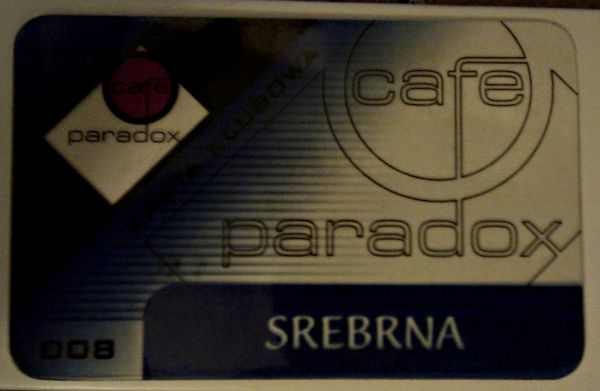 cafe
paradox
KARTA KLUBOWA
cafe
paradox
008
SREBRNA